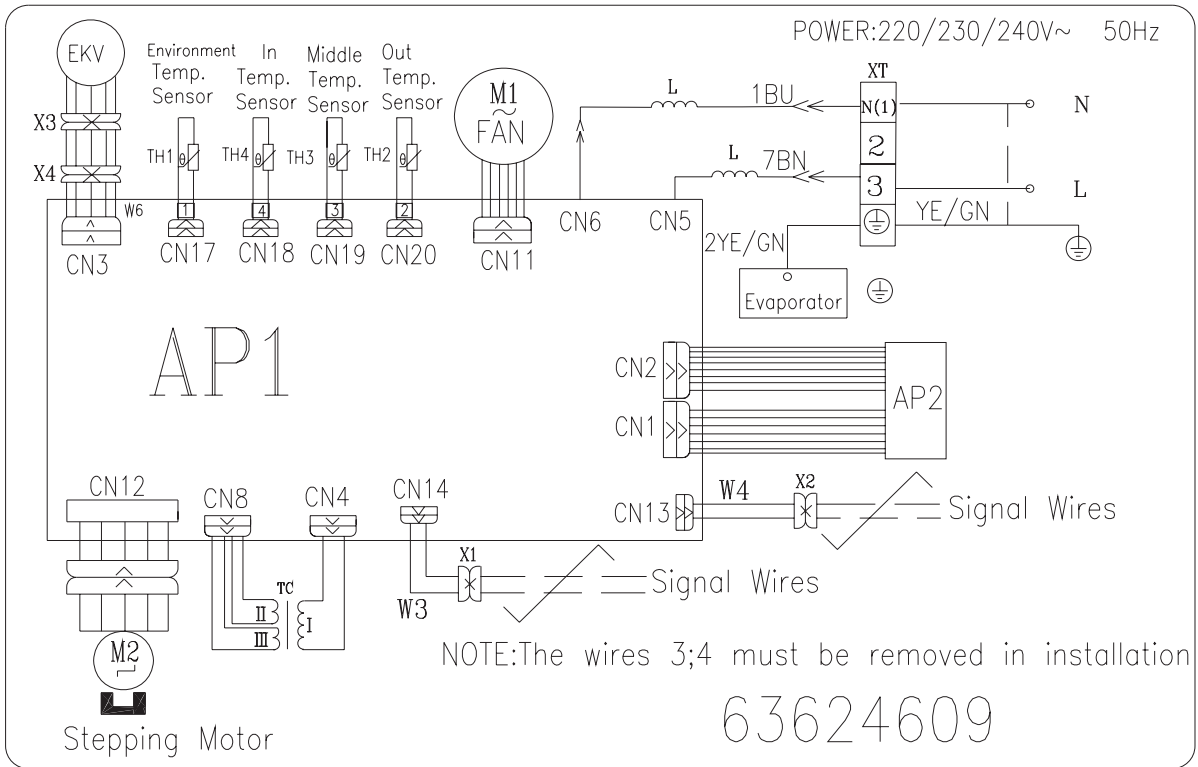 POWER:220/230/240V~ 50Hz
EKV
Environment
Temp.
Sensor
In
Temp.
Sensor
Middle
Temp.
Sensor
Out
Temp.
Sensor
M1
~
FAN
L
1BU
XT
N(1)
N
X3
TH1
θ
TH4
θ
TH3
θ
TH2
θ
2
L
7BN
3
L
X4
W6
1
4
3
2
CN6
CN5
YE/GN
CN3
CN17
CN18
CN19
CN20
CN11
2YE/GN
Evaporator
AP1
CN2
AP2
CN1
CN12
CN8
CN4
CN14
CN13
W4
X2
Signal Wires
X1
W3
Signal Wires
TC
II
III
I
M2
NOTE:The wires 3;4 must be removed in installation
63624609
Stepping Motor